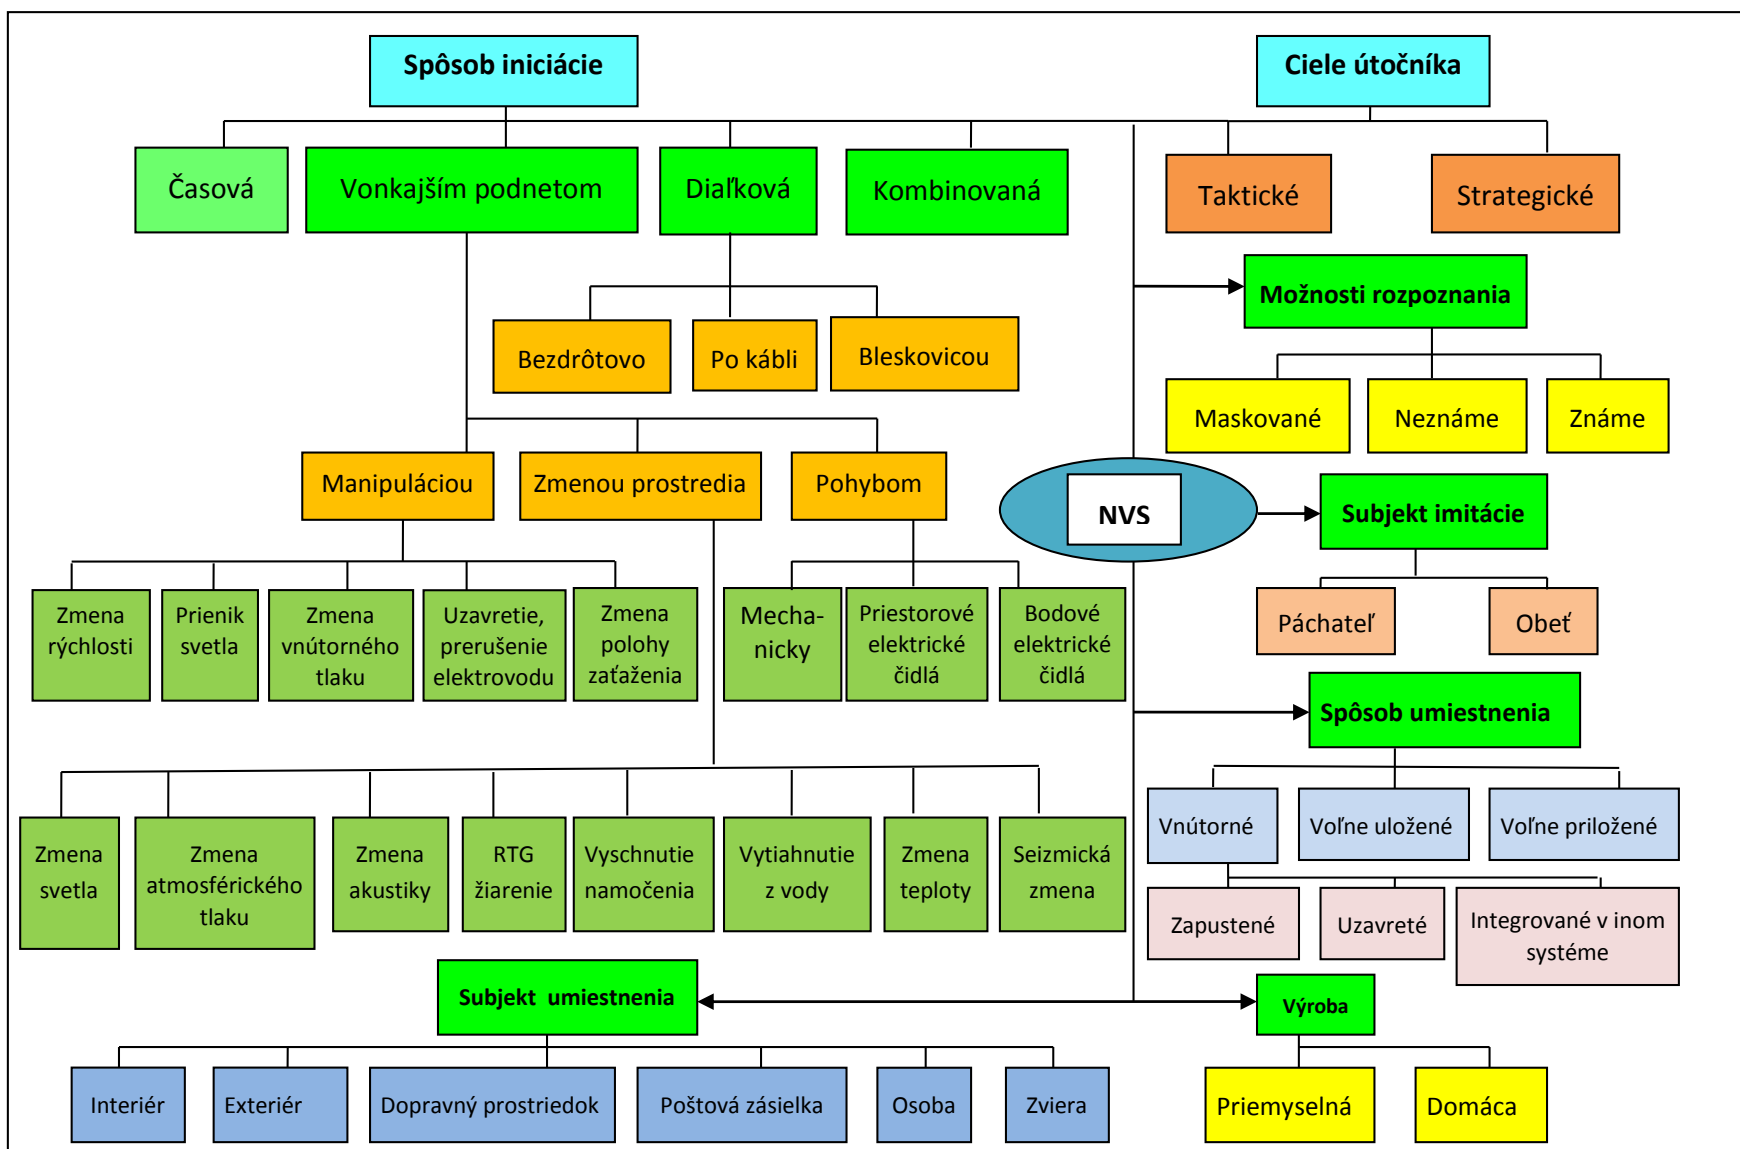 Spôsob iniciácie
Ciele útočníka
Časová
Vonkajším podnetom
Diaľková
Kombinovaná
Taktické
Strategické
Možnosti rozpoznania
Bezdrôtovo
Po kábli
Bleskovicou
Maskované
Neznáme
Známe
Manipuláciou
Zmenou prostredia
Pohybom
NVS
Subjekt imitácie
Zmena
rýchlosti
Prienik
svetla
Zmena
vnútorného
tlaku
Uzavretie,
prerušenie
elektrovodu
Zmena
polohy
zaťaženia
Mecha-
nicky
Priestorové
elektrické
čidlá
Bodové
elektrické
čidlá
Páchateľ
Obeť
Spôsob umiestnenia
Vnútorné
Voľne uložené
Voľne priložené
Zmena
svetla
Zmena
atmosférického
tlaku
Zmena
akustiky
RTG
žiarenie
Vyschnutie
namočenia
Vytiahnutie
z vody
Zmena
teploty
Seizmická
zmena
Zapustené
Uzavreté
Integrované v inom
systéme
Subjekt  umiestnenia
Výroba
Interiér
Exteriér
Dopravný prostriedok
Poštová zásielka
Osoba
Zviera
Priemyselná
Domáca